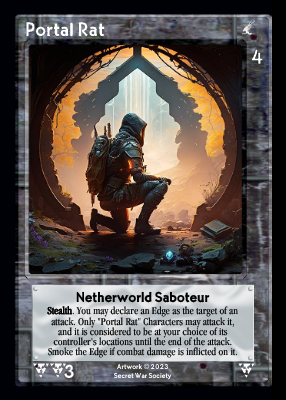 Portal Rat
4
Netherworld Saboteur
Stealth. You may declare an Edge as the target of an
attack. Only "Portal Rat" Characters may attack it,
and it is considered to be at your choice of its
controller's locations until the end of the attack.
Smoke the Edge if combat damage is inflicted on it.
3
Artwork © 2023
Secret War Society